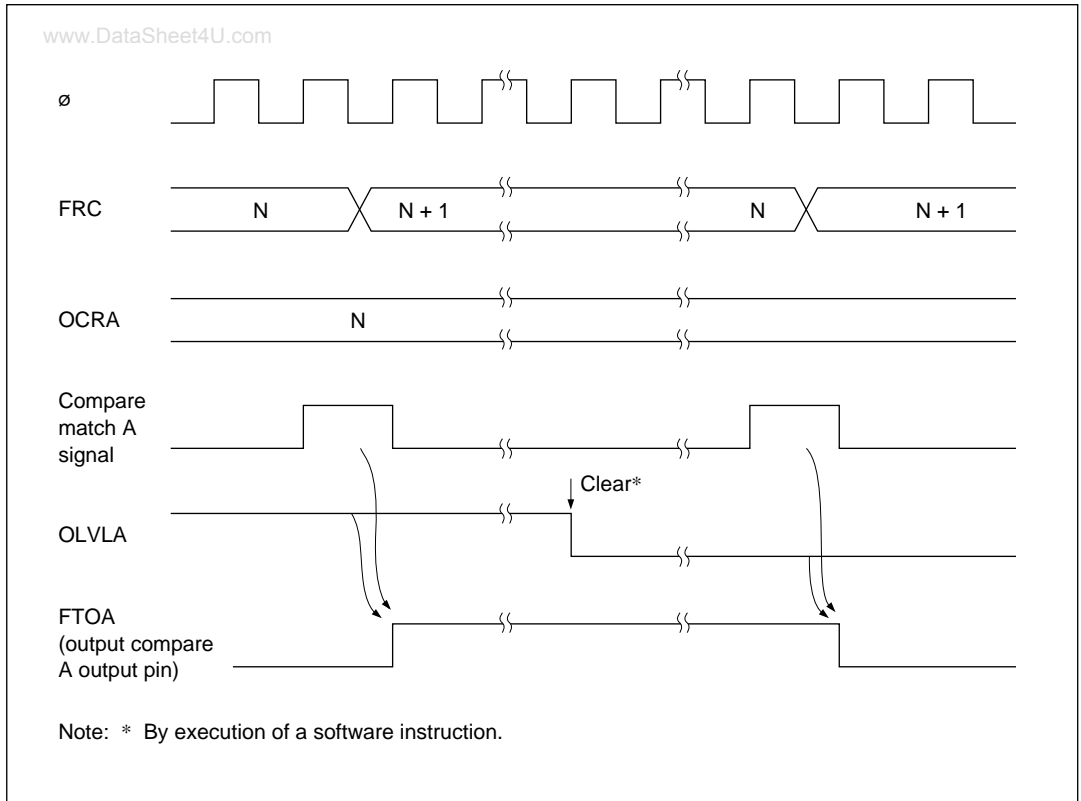 www.DataSheet4U.com
ø
FRC
N
N + 1
N
N + 1
OCRA
N
Compare
match A
signal
Clear*
OLVLA
FTOA
(output compare
A output pin)
Note: * By execution of a software instruction.